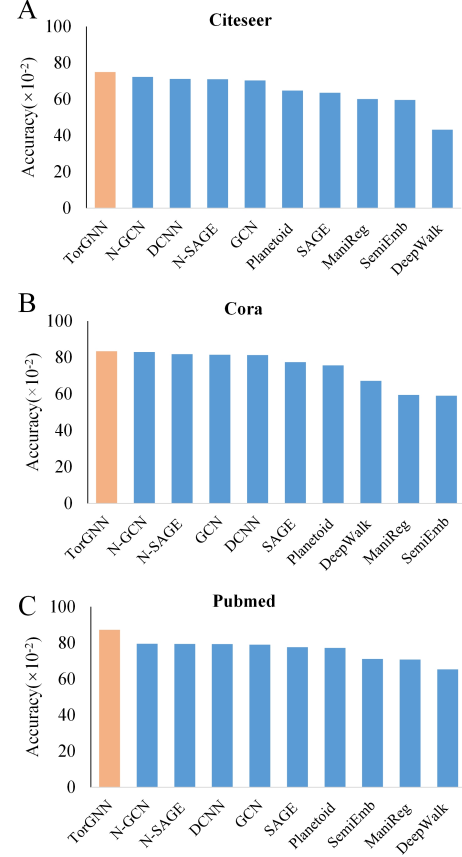 A
Citeseer
Accuracy(×10⁻²)
100
80
60
40
20
0
TorGNN
N-GCN
DCNN
N-SAGE
GCN
Planetoid
SAGE
ManiReg
SemiEmb
DeepWalk
B
Cora
Accuracy(×10⁻²)
100
80
60
40
20
0
TorGNN
N-GCN
N-SAGE
GCN
DCNN
SAGE
Planetoid
DeepWalk
ManiReg
SemiEmb
C
Pubmed
Accuracy(×10⁻²)
100
80
60
40
20
0
TorGNN
N-GCN
N-SAGE
DCNN
GCN
SAGE
Planetoid
SemiEmb
ManiReg
DeepWalk